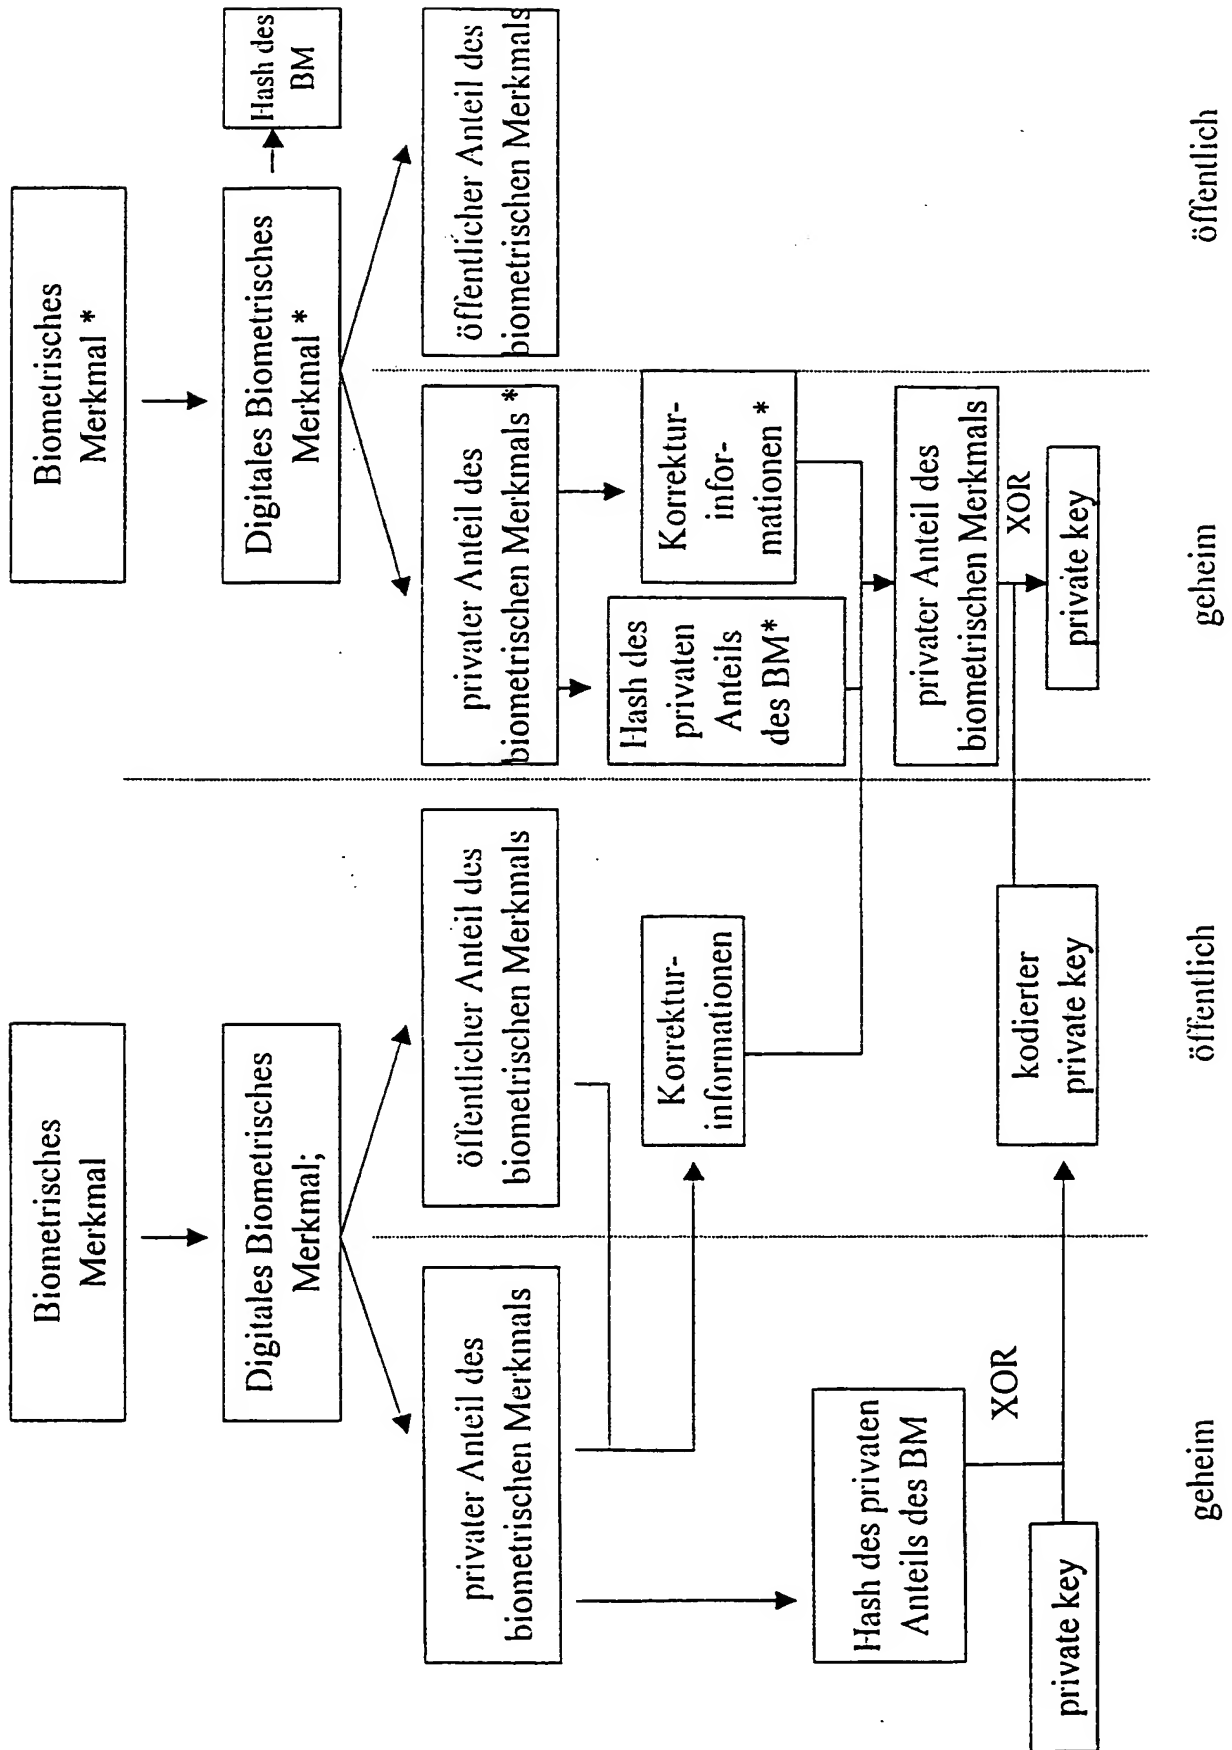 Biometrisches
Merkmal
Digitales Biometrisches
Merkmal;
privater Anteil des
biometrischen Merkmals
öffentlicher Anteil des
biometrischen Merkmals
Korrektur-
informationen
Hash des privaten
Anteils des BM
XOR
private key
kodierter
private key
geheim
öffentlich
Biometrisches
Merkmal *
Digitales Biometrisches
Merkmal *
Hash des
BM
privater Anteil des
biometrischen Merkmals *
öffentlicher Anteil des
biometrischen Merkmals
Hash des
privaten
Anteils
des BM*
Korrektur-
infor-
mationen *
privater Anteil des
biometrischen Merkmals
XOR
private key
geheim
öffentlich